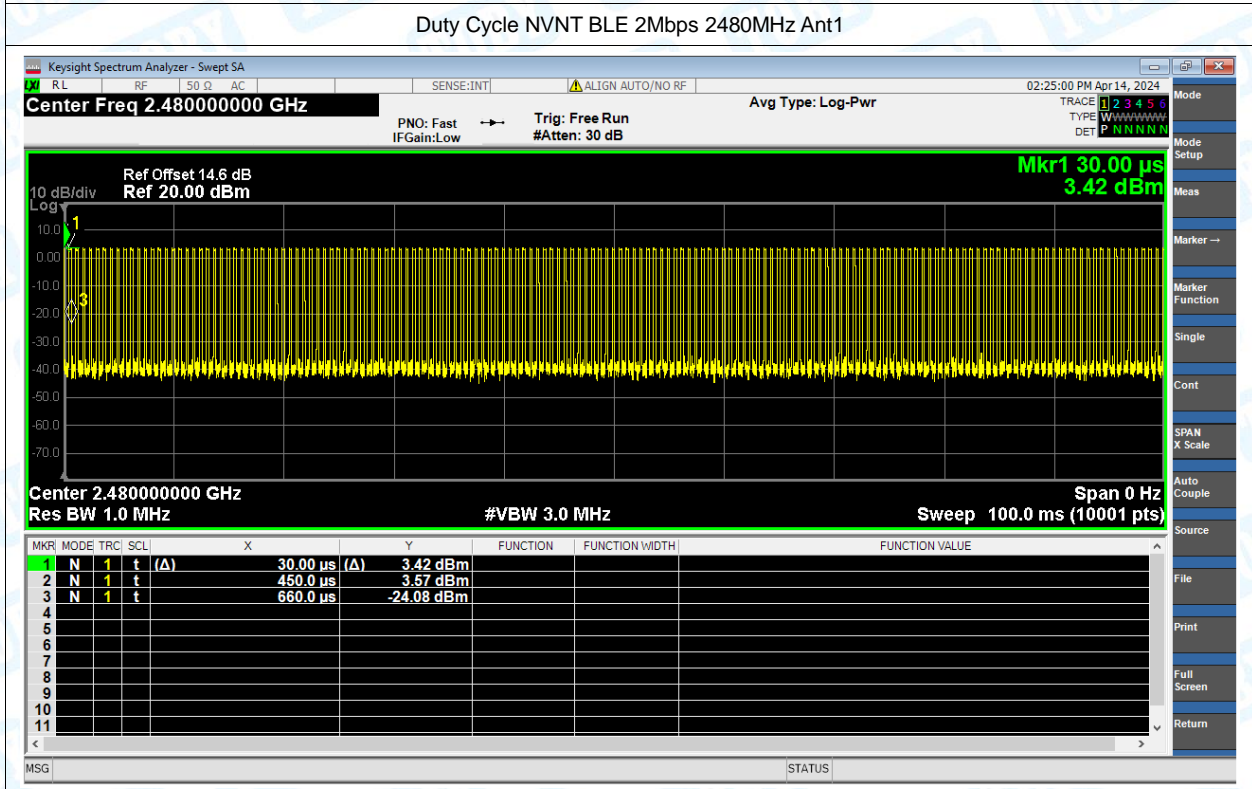 Duty Cycle NVNT BLE 2Mbps 2480MHz Ant1
Keysight Spectrum Analyzer - Swept SA
LXI RL RF 50 Ω AC SENSE:INT ALIGN AUTO/NO RF 02:25:00 PM Apr 14, 2024
Center Freq 2.480000000 GHz
PNO: Fast
IFGain:Low
Trig: Free Run
#Atten: 30 dB
Avg Type: Log-Pwr
TRACE 1 2 3 4 5 6
TYPE WWWWWW
DET P N N N N N
Mkr1 30.00 µs
3.42 dBm
Ref Offset 14.6 dB
10 dB/div Ref 20.00 dBm
Log
1
10.0
0.00
-10.0
3
-20.0
-30.0
-40.0
-50.0
-60.0
-70.0
Center 2.480000000 GHz Span 0 Hz
Res BW 1.0 MHz #VBW 3.0 MHz Sweep 100.0 ms (10001 pts)
MKR MODE TRC SCL X Y FUNCTION FUNCTION WIDTH FUNCTION VALUE
1 N 1 t (Δ) 30.00 µs (Δ) 3.42 dBm
2 N 1 t 450.0 µs 3.57 dBm
3 N 1 t 660.0 µs -24.08 dBm
4
5
6
7
8
9
10
11
MSG STATUS
Mode
Mode
Setup
Meas
Marker →
Marker
Function
Single
Cont
SPAN
X Scale
Auto
Couple
Source
File
Print
Full
Screen
Return